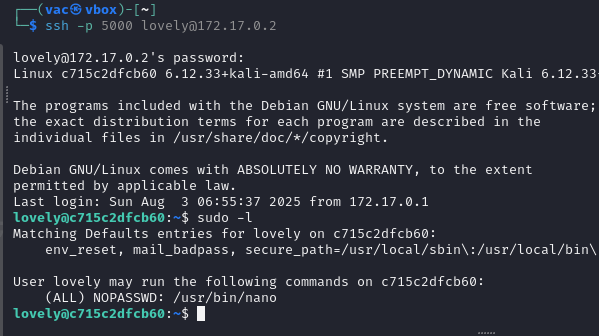 ┌──(vac㉿vbox)-[~]
└─$ ssh -p 5000 lovely@172.17.0.2
lovely@172.17.0.2's password:
Linux c715c2dfcb60 6.12.33+kali-amd64 #1 SMP PREEMPT_DYNAMIC Kali 6.12.33-
The programs included with the Debian GNU/Linux system are free software;
the exact distribution terms for each program are described in the
individual files in /usr/share/doc/*/copyright.
Debian GNU/Linux comes with ABSOLUTELY NO WARRANTY, to the extent
permitted by applicable law.
Last login: Sun Aug  3 06:55:37 2025 from 172.17.0.1
lovely@c715c2dfcb60:~$ sudo -l
Matching Defaults entries for lovely on c715c2dfcb60:
    env_reset, mail_badpass, secure_path=/usr/local/sbin\:/usr/local/bin\
User lovely may run the following commands on c715c2dfcb60:
    (ALL) NOPASSWD: /usr/bin/nano
lovely@c715c2dfcb60:~$